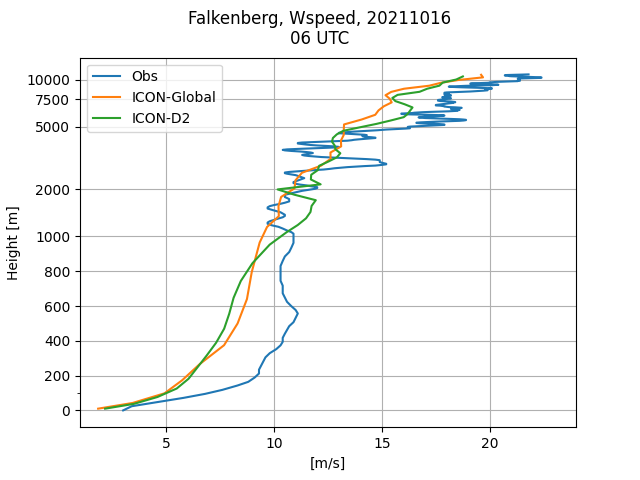 Falkenberg, Wspeed, 20211016
06 UTC
Obs
ICON-Global
ICON-D2
Height [m]
10000
7500
5000
2000
1000
800
600
400
200
0
5
10
15
20
[m/s]